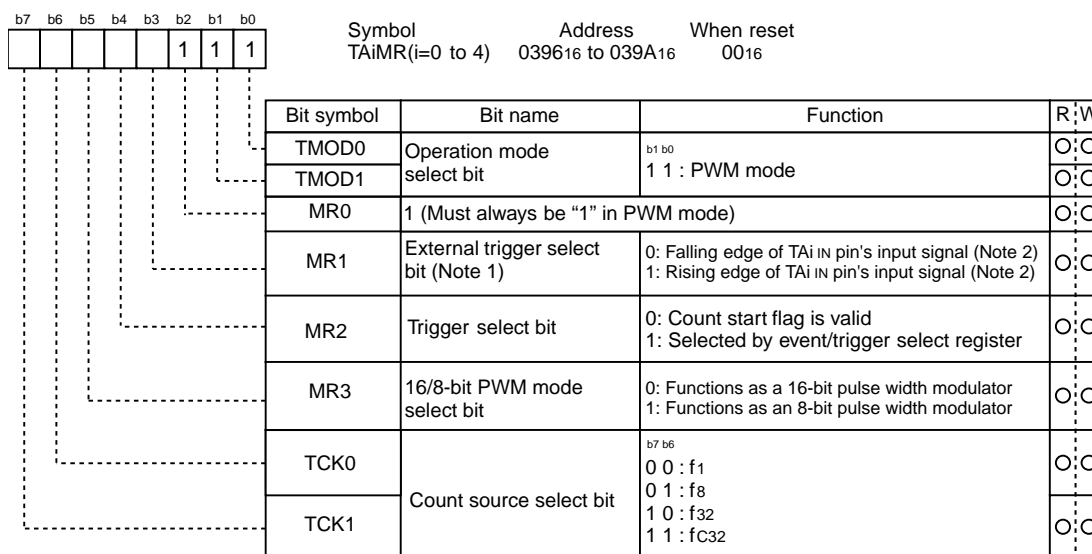 b7 b6 b5 b4 b3 b2 b1 b0
1 1 1
Symbol Address When reset
TAiMR(i=0 to 4) 039616 to 039A16 0016
Bit symbol Bit name Function R W
TMOD0 Operation mode select bit b1 b0
TMOD1 1 1 : PWM mode
MR0 1 (Must always be “1” in PWM mode)
MR1 External trigger select bit (Note 1) 0: Falling edge of TAiIN pin's input signal (Note 2)
1: Rising edge of TAiIN pin's input signal (Note 2)
MR2 Trigger select bit 0: Count start flag is valid
1: Selected by event/trigger select register
MR3 16/8-bit PWM mode select bit 0: Functions as a 16-bit pulse width modulator
1: Functions as an 8-bit pulse width modulator
TCK0 Count source select bit b7 b6
0 0 : f1
0 1 : f8
TCK1 1 0 : f32
1 1 : fC32